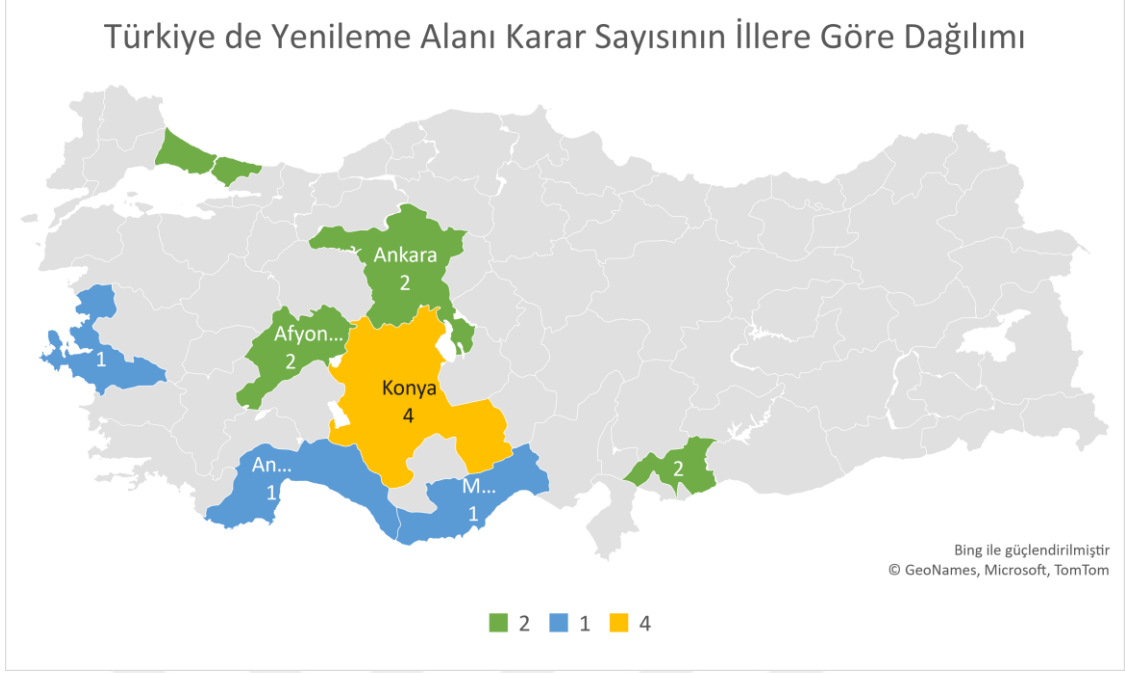 Türkiye de Yenileme Alanı Karar Sayısının İllere Göre Dağılımı
Ankara
2
Afyon...
2
1
Konya
4
An...
1
M...
1
2
Bing ile güçlendirilmiştir
© GeoNames, Microsoft, TomTom
2 1 4